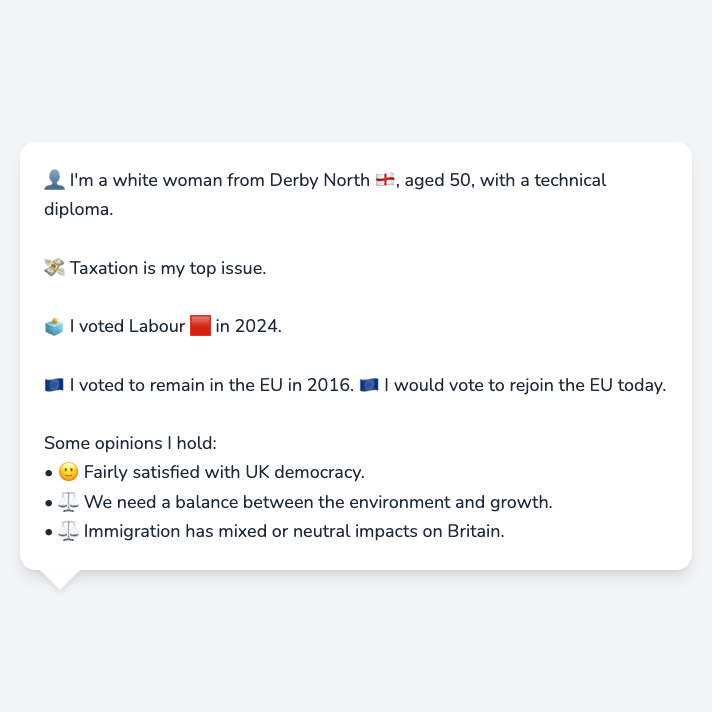 👤 I'm a white woman from Derby North 🏴󠁧󠁢󠁥󠁮󠁧󠁿, aged 50, with a technical
diploma.
💸 Taxation is my top issue.
🗳️ I voted Labour 🟥 in 2024.
🇪🇺 I voted to remain in the EU in 2016. 🇪🇺 I would vote to rejoin the EU today.
Some opinions I hold:
• 🙂 Fairly satisfied with UK democracy.
• ⚖️ We need a balance between the environment and growth.
• ⚖️ Immigration has mixed or neutral impacts on Britain.